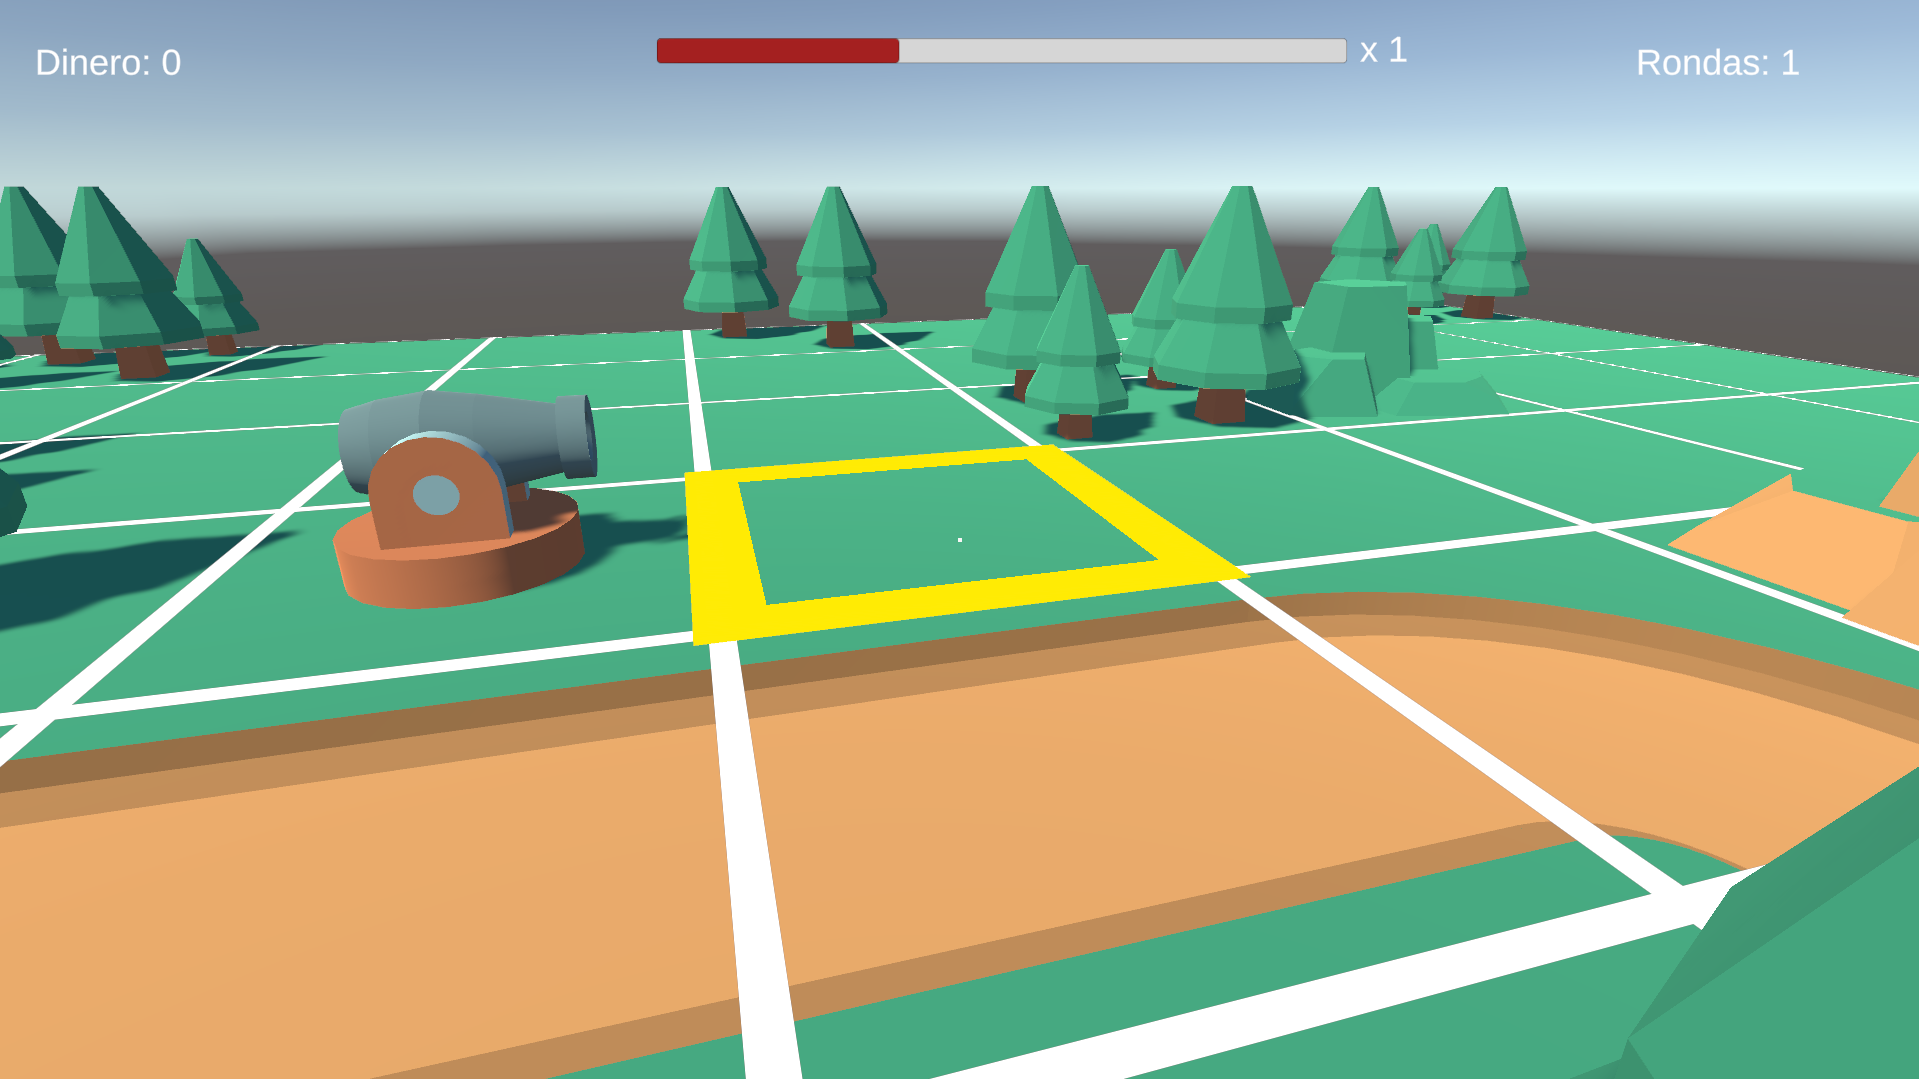 Dinero: 0
x 1
Rondas: 1